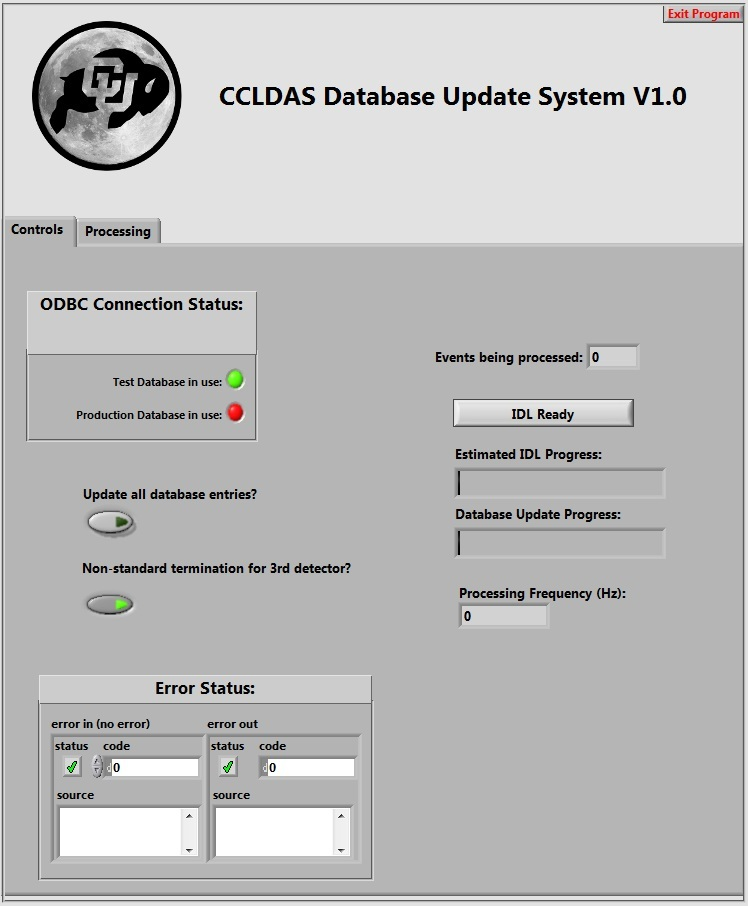 Exit Program
CU
CCLDAS Database Update System V1.0
Controls
Processing
ODBC Connection Status:
Test Database in use:
Production Database in use:
Events being processed: 0
IDL Ready
Estimated IDL Progress:
Database Update Progress:
Update all database entries?
Non-standard termination for 3rd detector?
Processing Frequency (Hz):
0
Error Status:
error in (no error)
status code
d 0
source
error out
status code
d 0
source